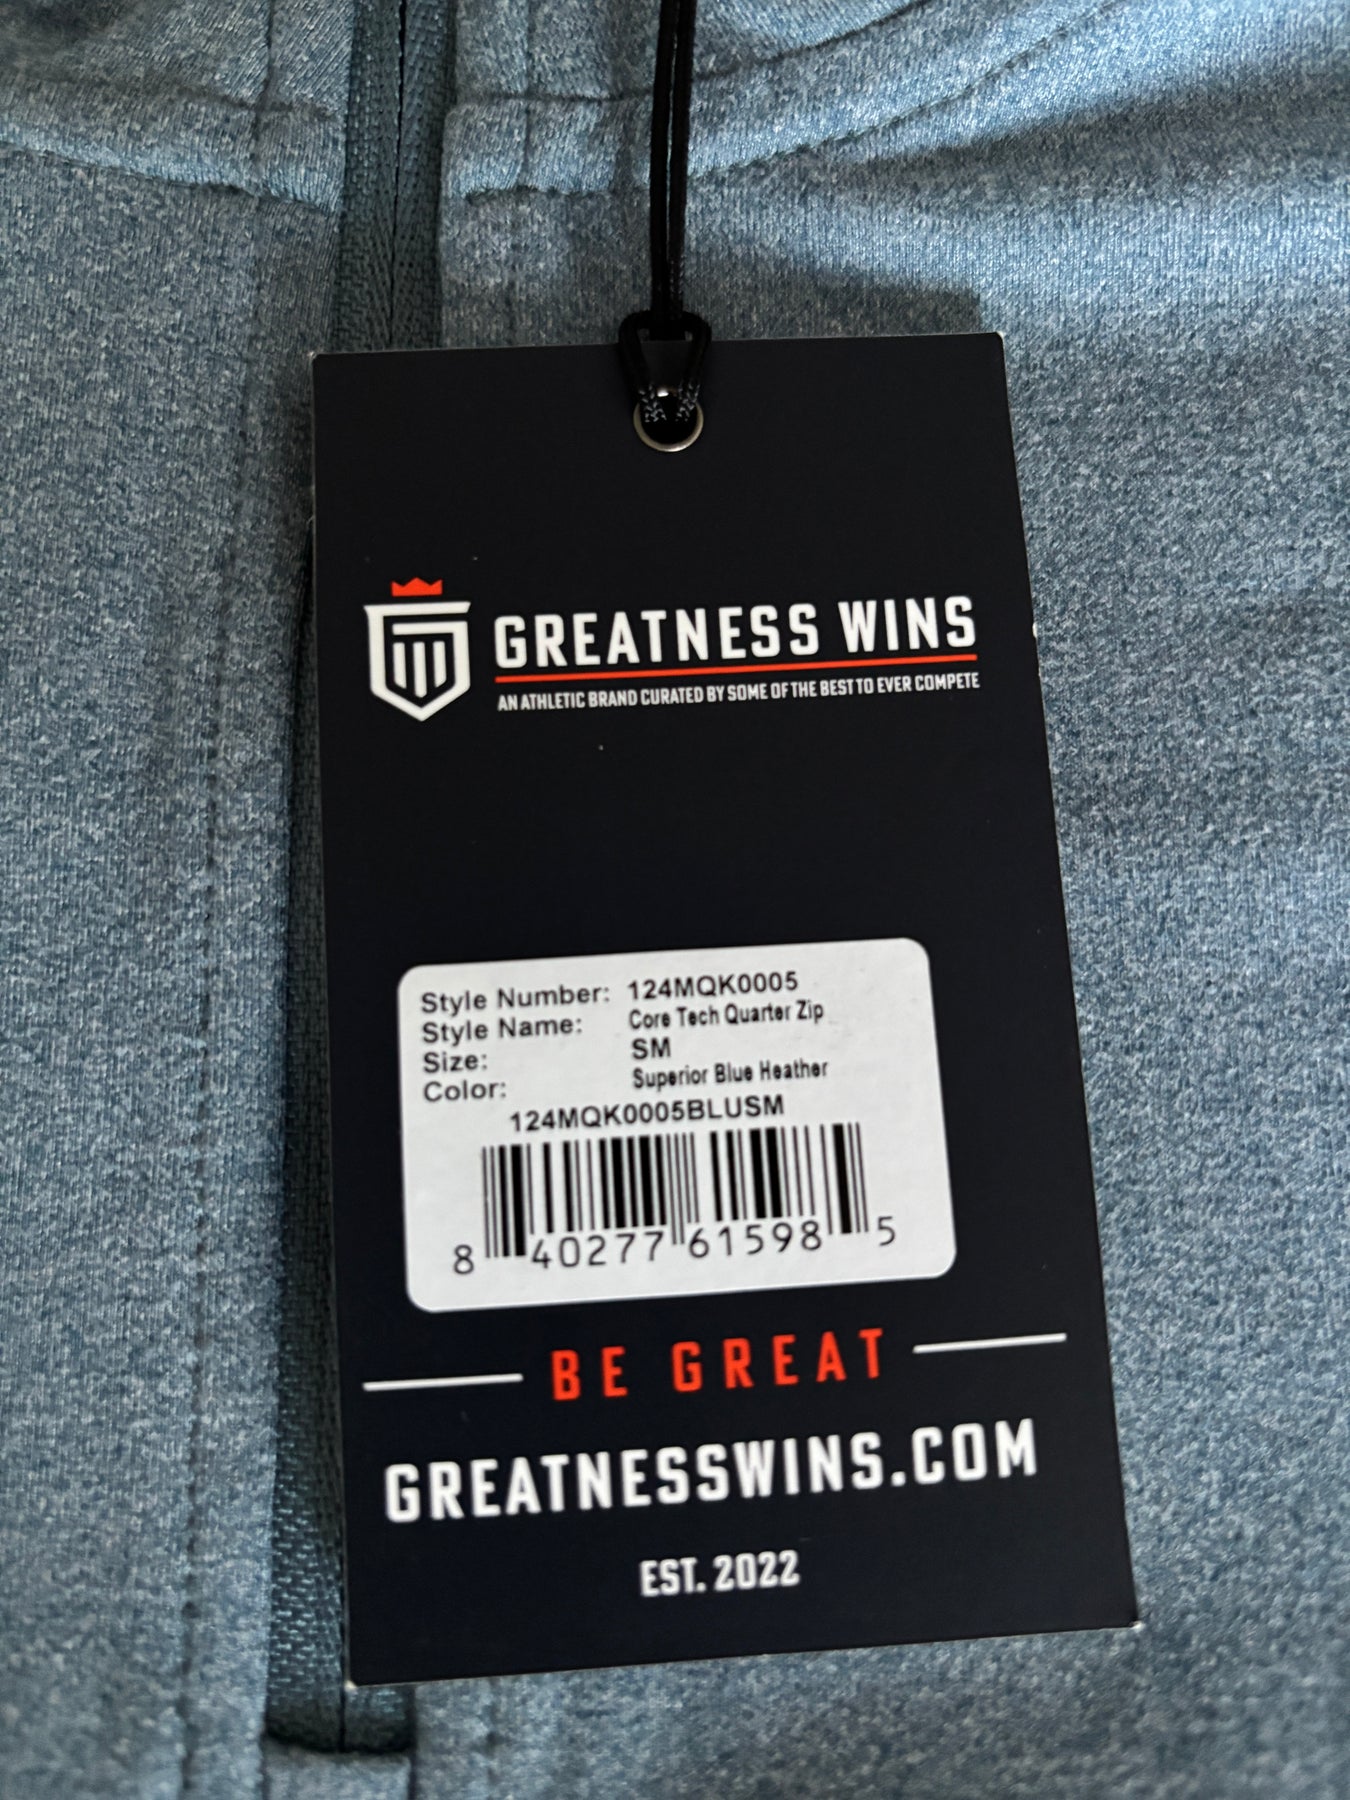 GREATNESS WINS
AN ATHLETIC BRAND CURATED BY SOME OF THE BEST TO EVER COMPETE
Style Number: 124MQK0005
Style Name: Core Tech Quarter Zip
Size: SM
Color: Superior Blue Heather
124MQK0005BLUSM
8 40277 61598 5
BE GREAT
GREATNESSWINS.COM
EST. 2022